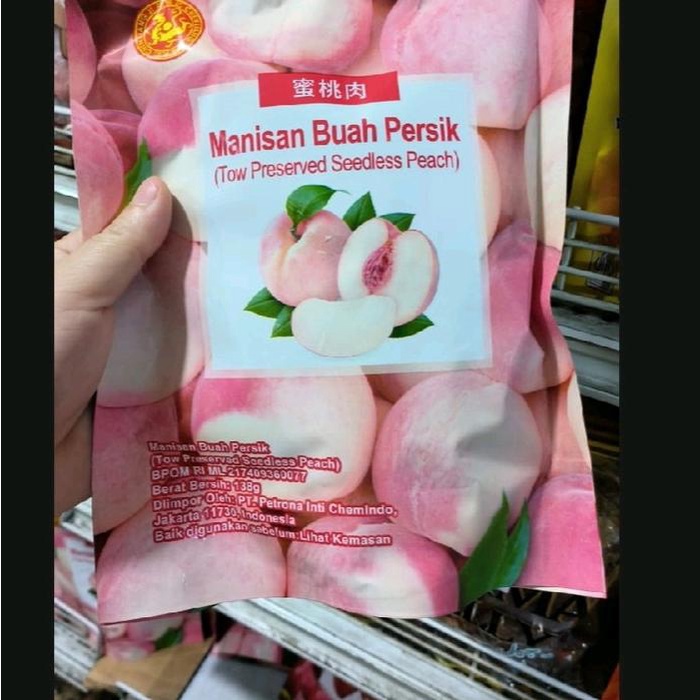 蜜桃肉
Manisan Buah Persik
(Tow Preserved Seedless Peach)
Manisan Buah Persik
(Tow Preserved Seedless Peach)
BPOM RI ML 217409360077
Berat Bersih: 138g
Diimpor Oleh: PT. Petrona Inti Chemindo,
Jakarta 11730, Indonesia
Baik digunakan sebelum:Lihat Kemasan